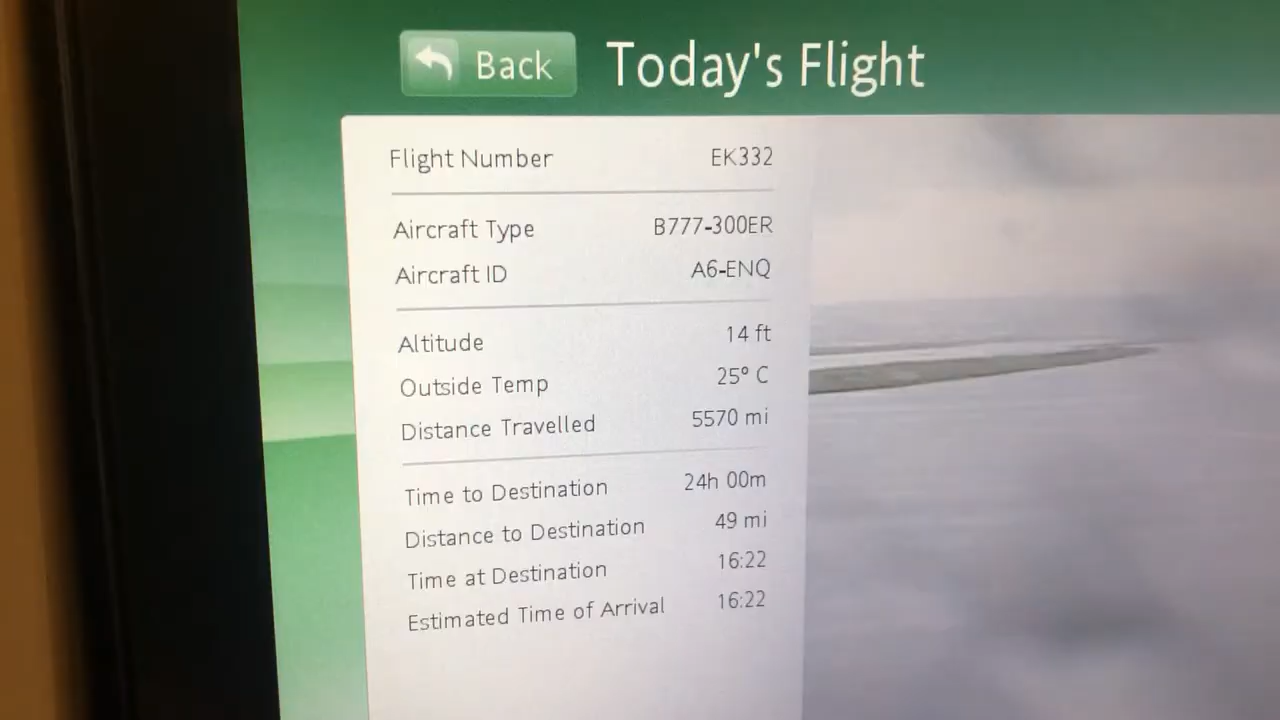 Back
Today's Flight
Flight Number EK332
Aircraft Type B777-300ER
Aircraft ID A6-ENQ
Altitude 14 ft
Outside Temp 25° C
Distance Travelled 5570 mi
Time to Destination 24h 00m
Distance to Destination 49 mi
Time at Destination 16:22
Estimated Time of Arrival 16:22